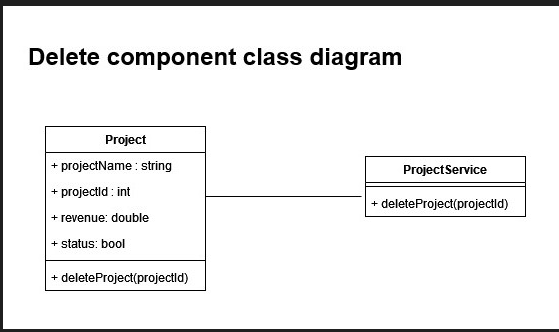 Delete component class diagram
Project
+ projectName : string
+ projectId : int
+ revenue: double
+ status: bool
+ deleteProject(projectId)
ProjectService
+ deleteProject(projectId)